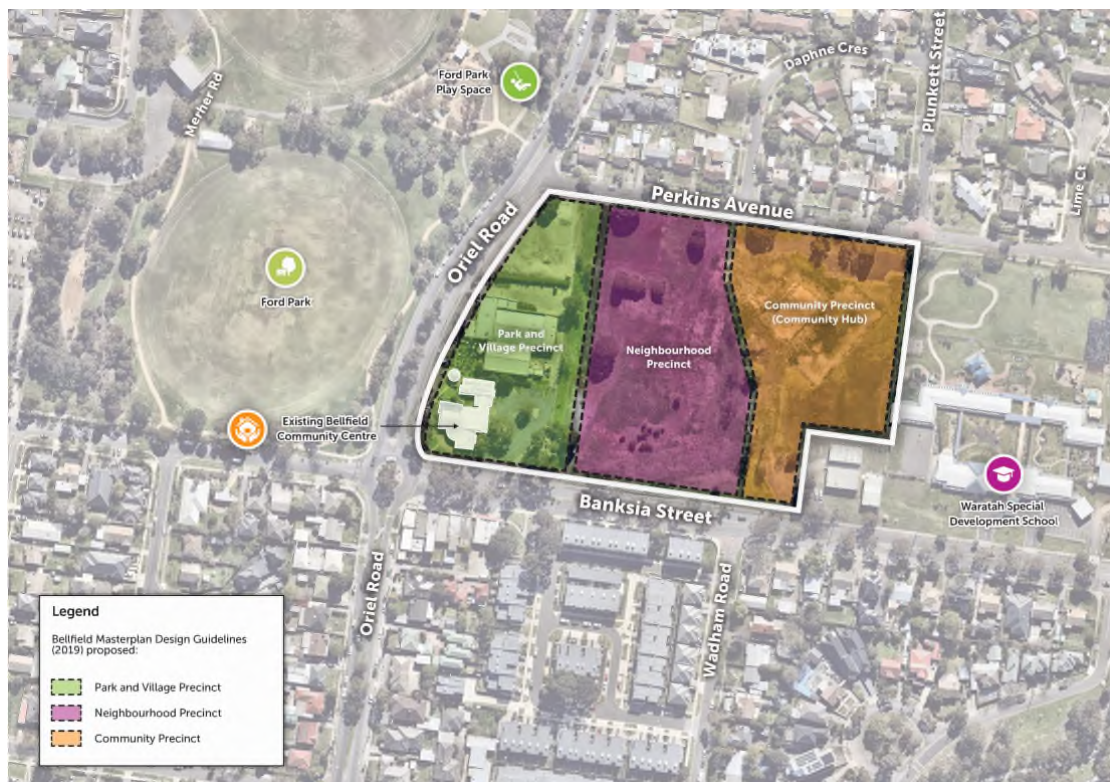 Merher Rd
Ford Park
Play Space
Daphne Cres
Plunkett Street
Lime Ct
Perkins Avenue
Oriel Road
Ford Park
Park and
Village Precinct
Neighbourhood
Precinct
Community Precinct
(Community Hub)
Existing Bellfield
Community Centre
Waratah Special
Development School
Banksia Street
Oriel Road
Wadham Road
Legend
Bellfield Masterplan Design Guidelines
(2019) proposed:
Park and Village Precinct
Neighbourhood Precinct
Community Precinct